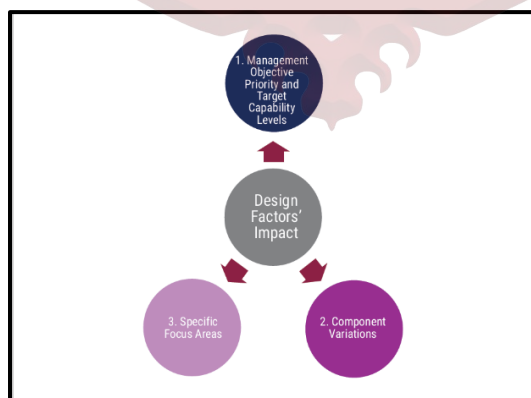 1. Management
Objective
Priority and
Target
Capability
Levels
Design
Factors’
Impact
3. Specific
Focus Areas
2. Component
Variations